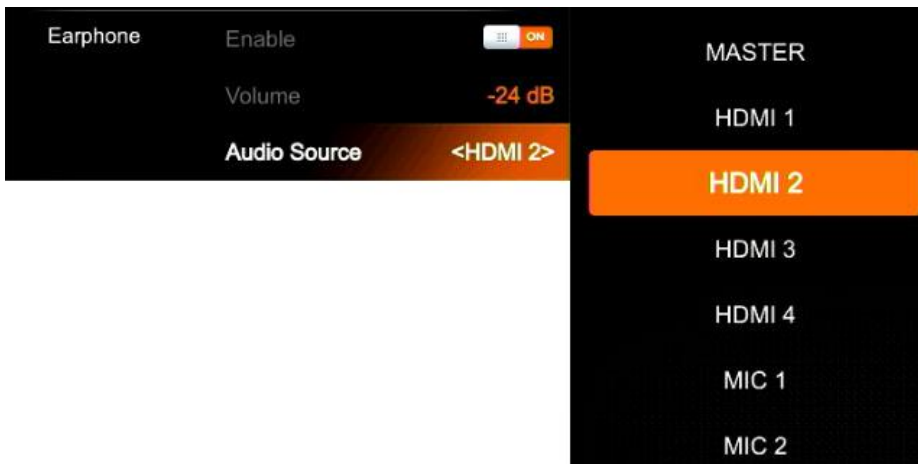 Earphone
Enable
ON
Volume
-24 dB
Audio Source
<HDMI 2>
MASTER
HDMI 1
HDMI 2
HDMI 3
HDMI 4
MIC 1
MIC 2